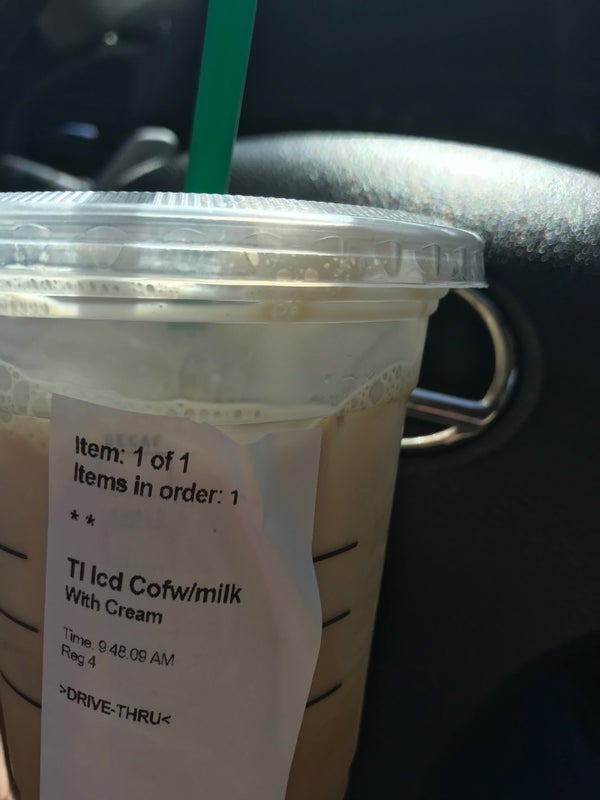 Item: 1 of 1
Items in order: 1
* *
TI Icd Cofw/milk
With Cream
Time: 9:48:09 AM
Reg 4
>DRIVE-THRU<